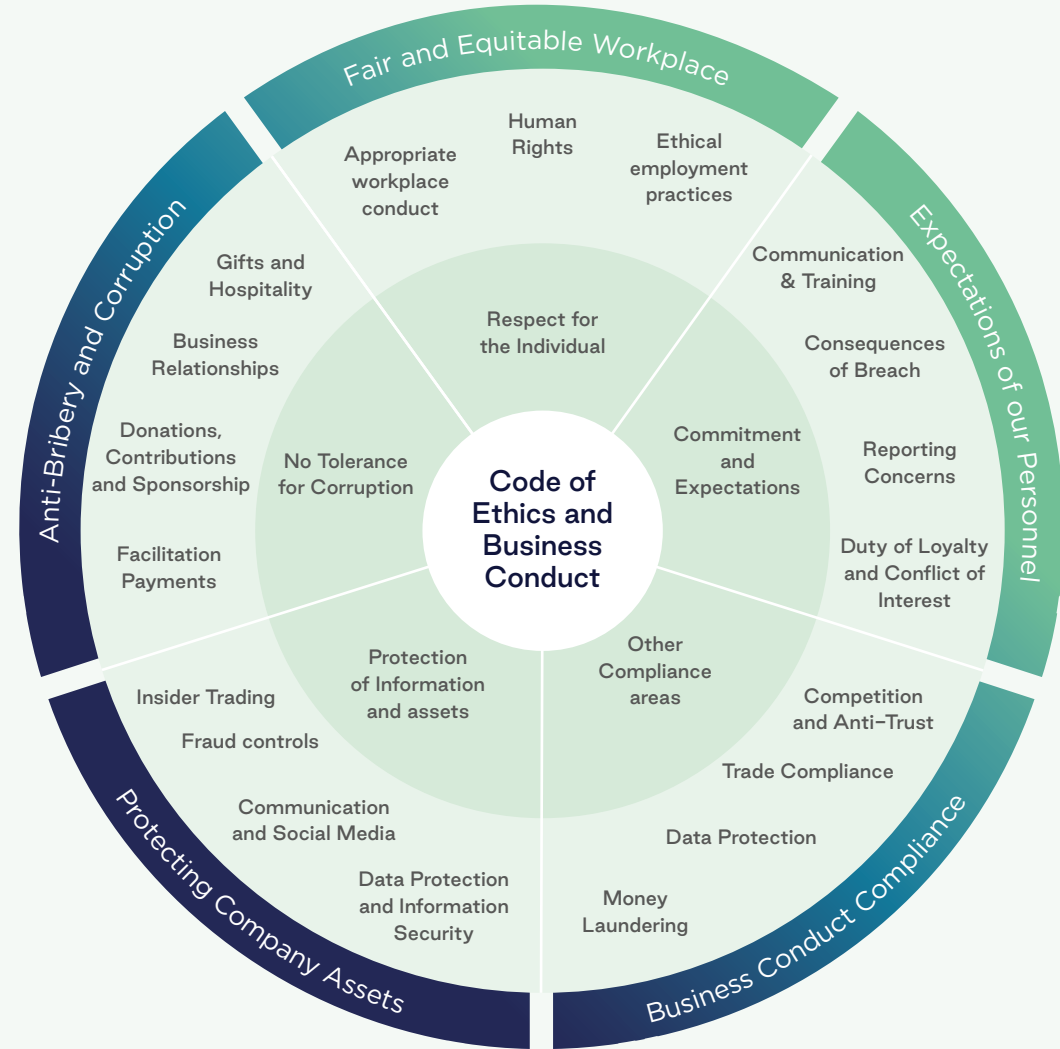 Fair and Equitable Workplace
Human
Rights
Appropriate
workplace
conduct
Ethical
employment
practices
Respect for
the Individual
Expectations of our Personnel
Communication
& Training
Consequences
of Breach
Reporting
Concerns
Duty of Loyalty
and Conflict of
Interest
Commitment
and
Expectations
Business Conduct Compliance
Competition
and Anti-Trust
Trade Compliance
Data Protection
Money
Laundering
Other
Compliance
areas
Protecting Company Assets
Insider Trading
Fraud controls
Communication
and Social Media
Data Protection
and Information
Security
Protection
of Information
and assets
Anti-Bribery and Corruption
Gifts and
Hospitality
Business
Relationships
Donations,
Contributions
and Sponsorship
Facilitation
Payments
No Tolerance
for Corruption
Code of
Ethics and
Business
Conduct